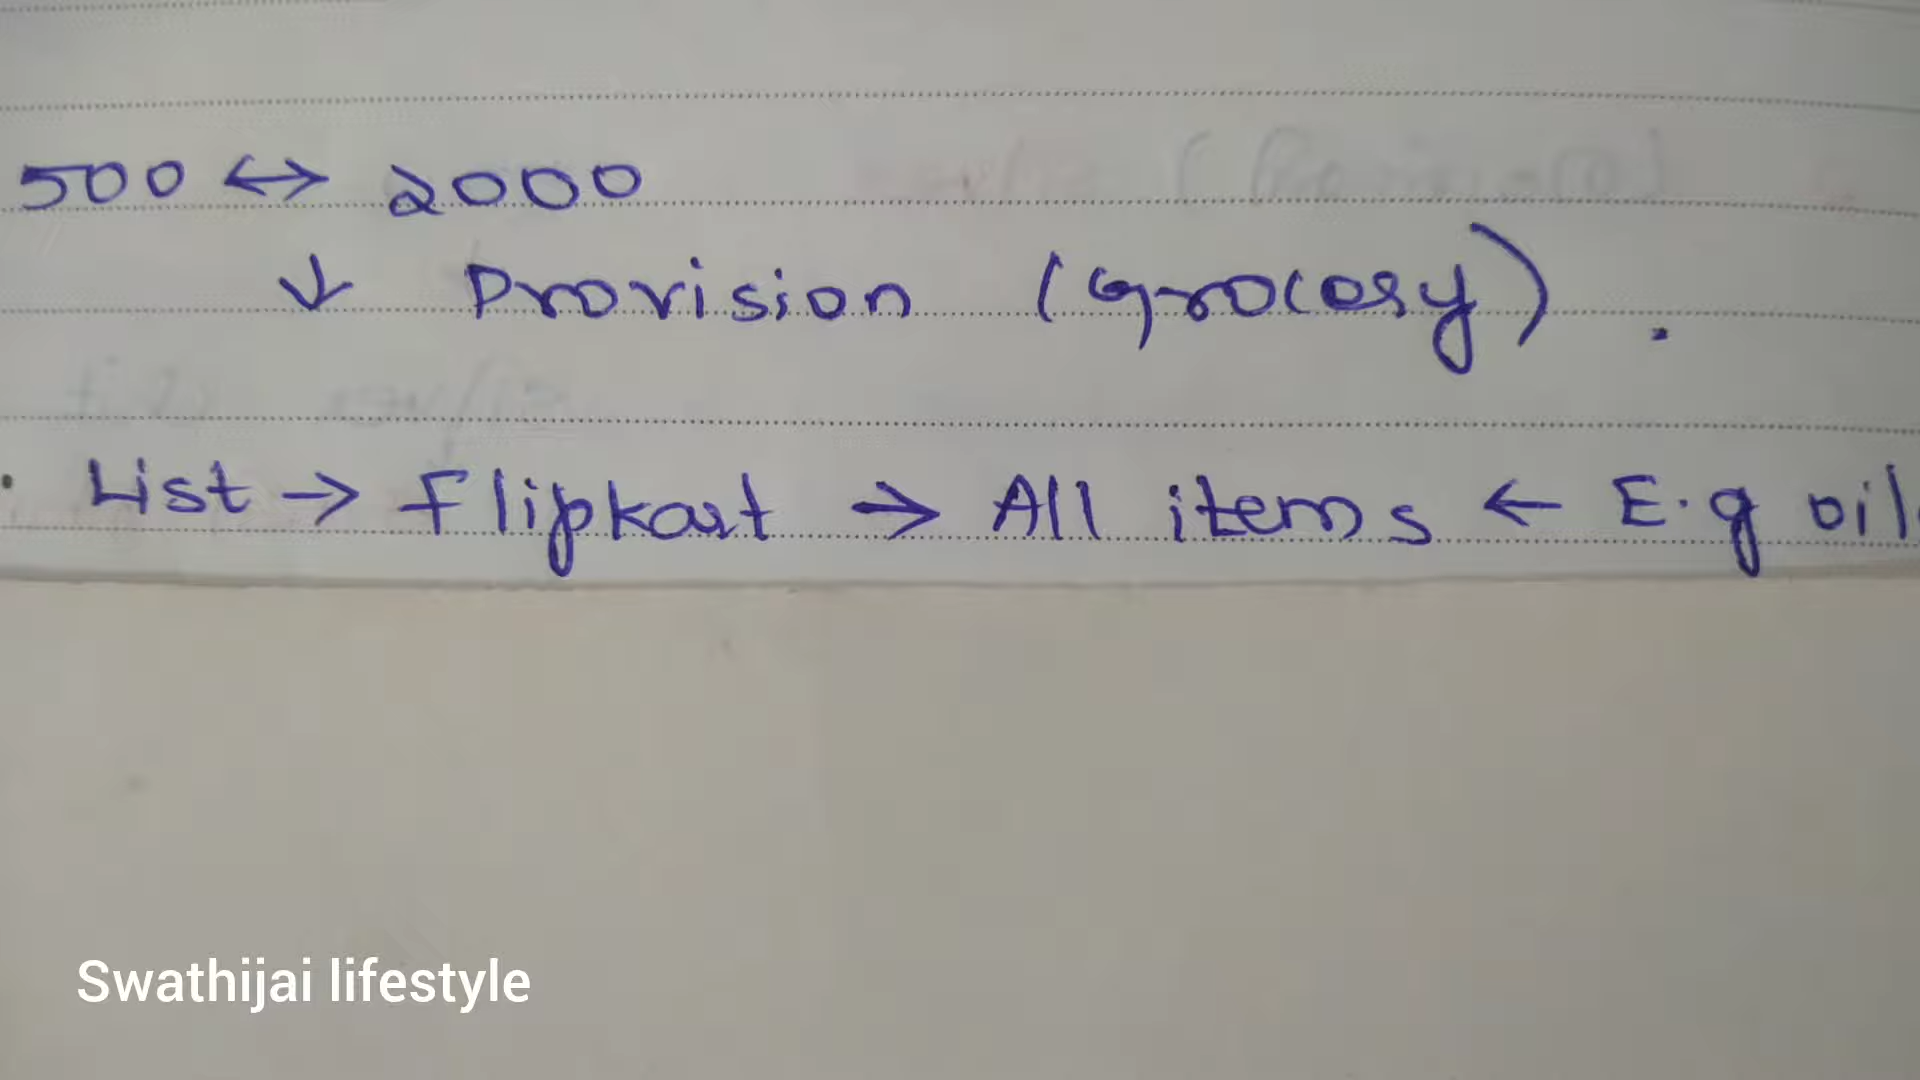 500 ↔ 2000
↓ Provision (Grocery).
. List → Flipkart → All items ← E.g oil
Swathijai lifestyle